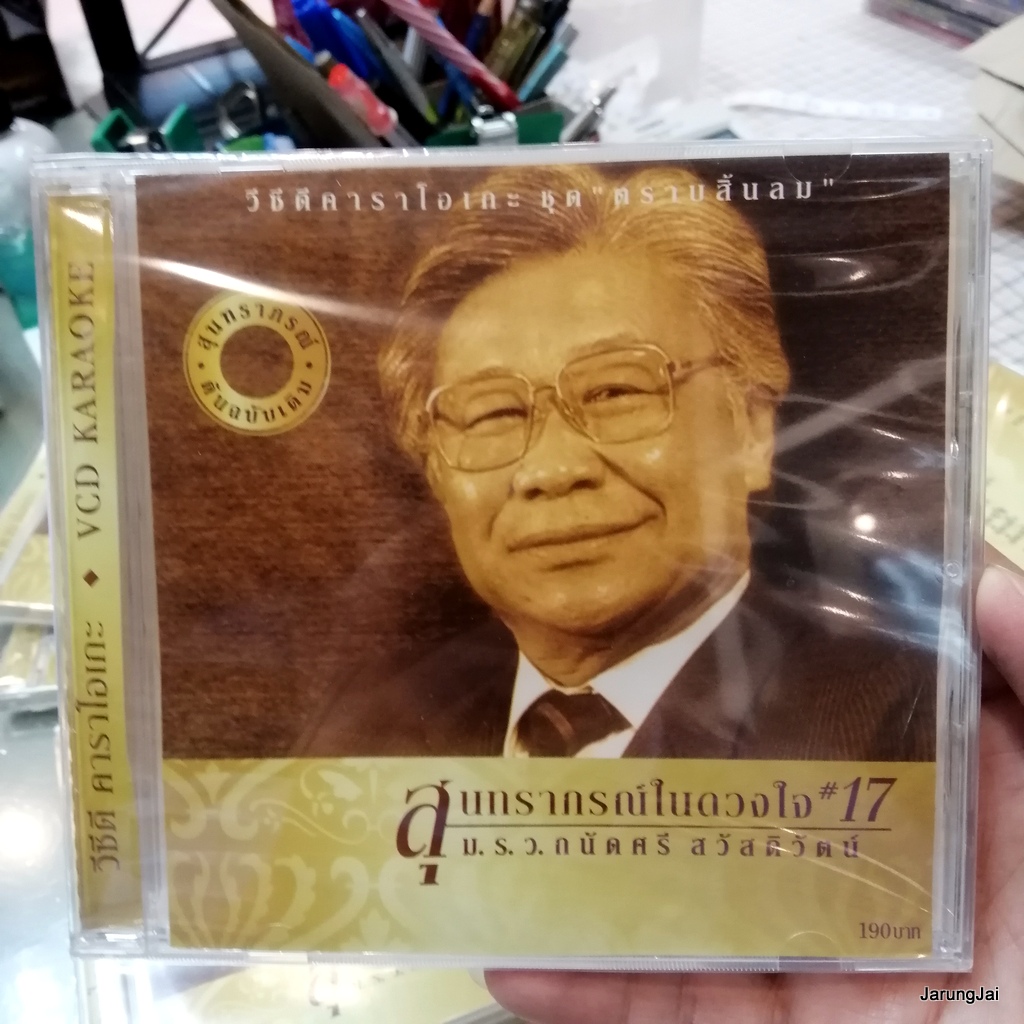 วีซีดีคาราโอเกะ ชุด "ตราบสิ้นลม"
สุนทราภรณ์
ต้นฉบับเดิม
วีซีดี คาราโอเกะ ◆ VCD KARAOKE
สุนทราภรณ์ในดวงใจ #17
ม.ร.ว.ถนัดศรี สวัสดิวัตน์
190บาท
JarungJai